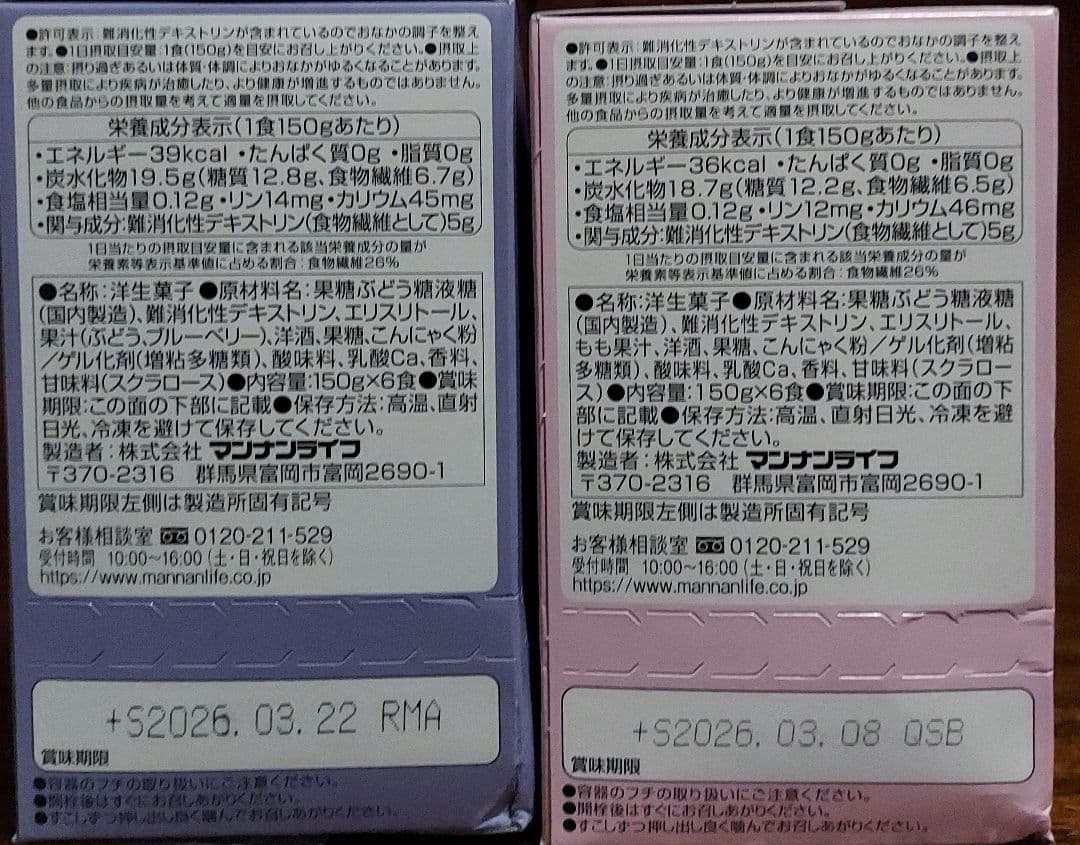 ●許可表示:難消化性デキストリンが含まれているのでおなかの調子を整え
ます。●1日摂取目安量:1食(150g)を目安にお召し上がりください。●摂取上
の注意:摂り過ぎあるいは体質・体調によりおなかがゆるくなることがあります。
多量摂取により疾病が治癒したり、より健康が増進するものではありません。
他の食品からの摂取量を考えて適量を摂取してください。
栄養成分表示(1食150gあたり)
・エネルギー39kcal ・たんぱく質0g ・脂質0g
・炭水化物19.5g(糖質12.8g、食物繊維6.7g)
・食塩相当量0.12g・リン14mg・カリウム45mg
・関与成分:難消化性デキストリン(食物繊維として)5g
1日当たりの摂取目安量に含まれる該当栄養成分の量が
栄養素等表示基準値に占める割合:食物繊維26%
●名称:洋生菓子 ●原材料名:果糖ぶどう糖液糖
(国内製造)、難消化性デキストリン、エリスリトール、
果汁(ぶどう、ブルーベリー)、洋酒、果糖、こんにゃく粉
/ゲル化剤(増粘多糖類)、酸味料、乳酸Ca、香料、
甘味料(スクラロース)●内容量:150g×6食●賞味
期限:この面の下部に記載●保存方法:高温、直射
日光、冷凍を避けて保存してください。
製造者:株式会社 マンナンライフ
〒370-2316 群馬県富岡市富岡2690-1
賞味期限左側は製造所固有記号
お客様相談室 0120-211-529
受付時間 10:00~16:00(土・日・祝日を除く)
https://www.mannanlife.co.jp
+S2026.03.22 RMA
賞味期限
●容器のフチの取り扱いにご注意ください。
●開栓後はすぐにお召しあがりください。
●すこしずつ押し出し良く噛んでお召しあがりください。
●許可表示:難消化性デキストリンが含まれているのでおなかの調子を整え
ます。●1日摂取目安量:1食(150g)を目安にお召し上がりください。●摂取上
の注意:摂り過ぎあるいは体質・体調によりおなかがゆるくなることがあります。
多量摂取により疾病が治癒したり、より健康が増進するものではありません。
他の食品からの摂取量を考えて適量を摂取してください。
栄養成分表示(1食150gあたり)
・エネルギー36kcal ・たんぱく質0g ・脂質0g
・炭水化物18.7g(糖質12.2g、食物繊維6.5g)
・食塩相当量0.12g・リン12mg・カリウム46mg
・関与成分:難消化性デキストリン(食物繊維として)5g
1日当たりの摂取目安量に含まれる該当栄養成分の量が
栄養素等表示基準値に占める割合:食物繊維26%
●名称:洋生菓子●原材料名:果糖ぶどう糖液糖
(国内製造)、難消化性デキストリン、エリスリトール、
もも果汁、洋酒、果糖、こんにゃく粉/ゲル化剤(増粘
多糖類)、酸味料、乳酸Ca、香料、甘味料(スクラロー
ス)●内容量:150g×6食●賞味期限:この面の下
部に記載●保存方法:高温、直射日光、冷凍を避
けて保存してください。
製造者:株式会社 マンナンライフ
〒370-2316 群馬県富岡市富岡2690-1
賞味期限左側は製造所固有記号
お客様相談室 0120-211-529
受付時間 10:00~16:00(土・日・祝日を除く)
https://www.mannanlife.co.jp
+S2026.03.08 QSB
賞味期限
●容器のフチの取り扱いにご注意ください。
●開栓後はすぐにお召しあがりください。
●すこしずつ押し出し良く噛んでお召しあがりください。